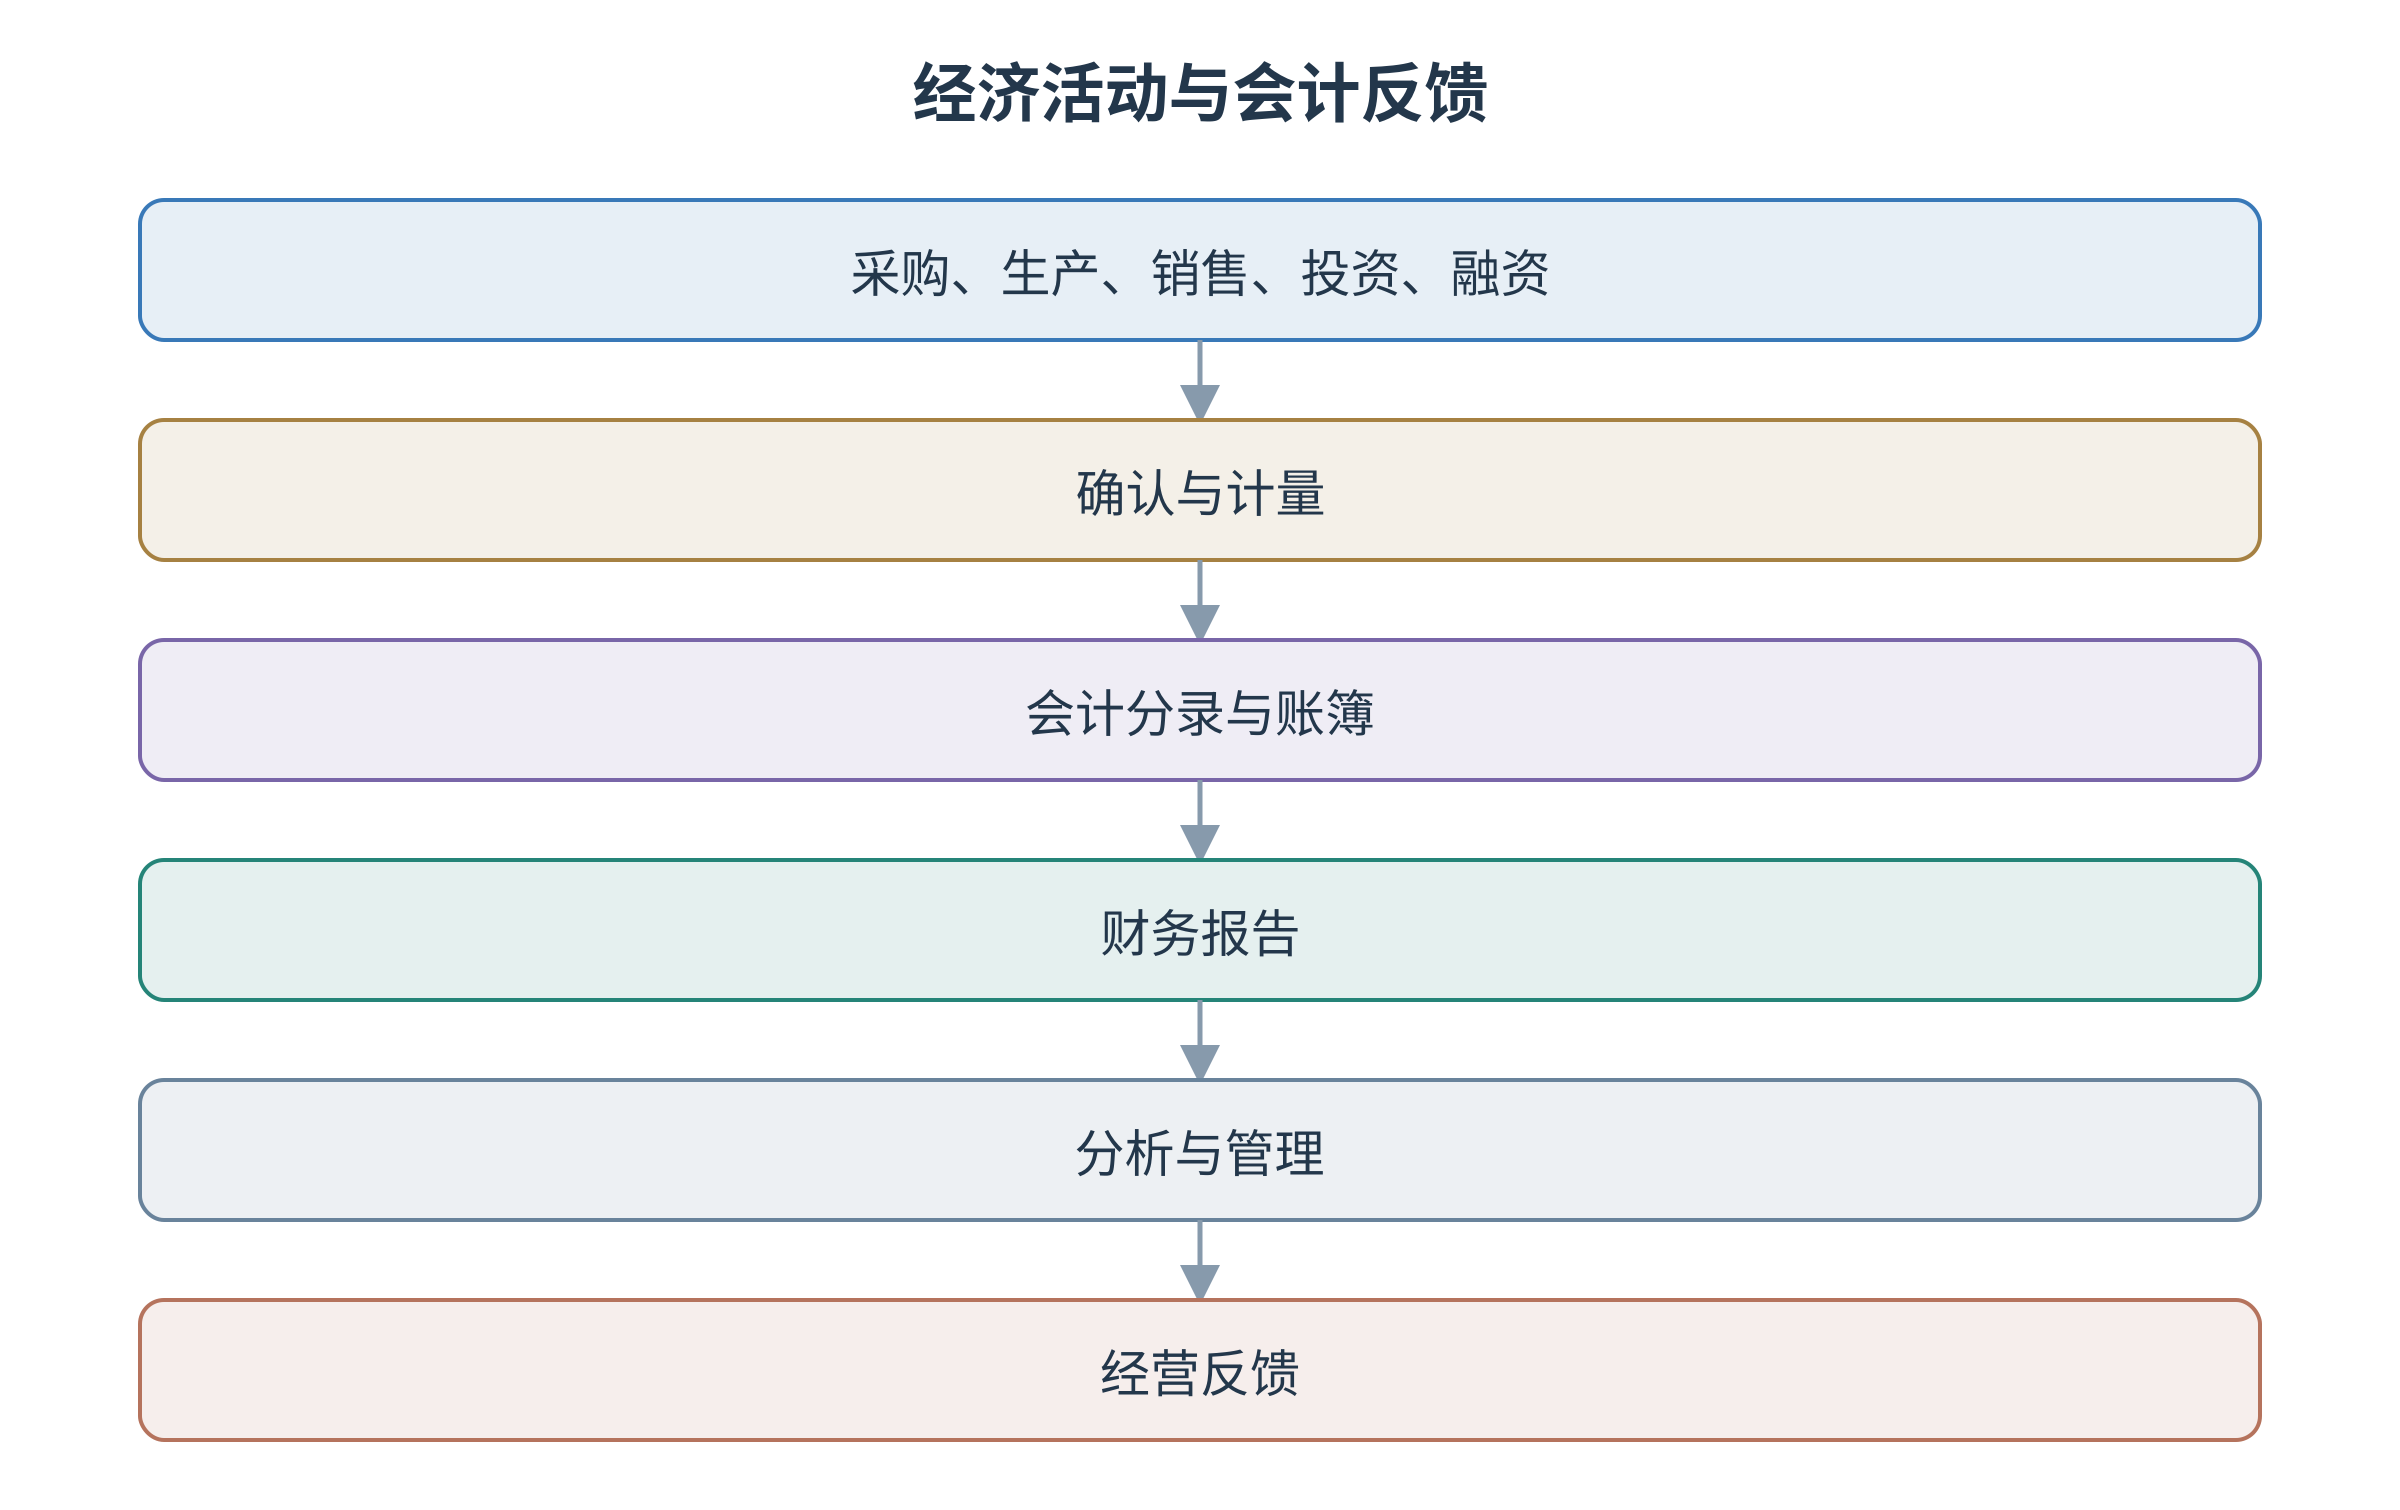 经济活动与会计反馈
采购、生产、销售、投资、融资
确认与计量
会计分录与账簿
财务报告
分析与管理
经营反馈